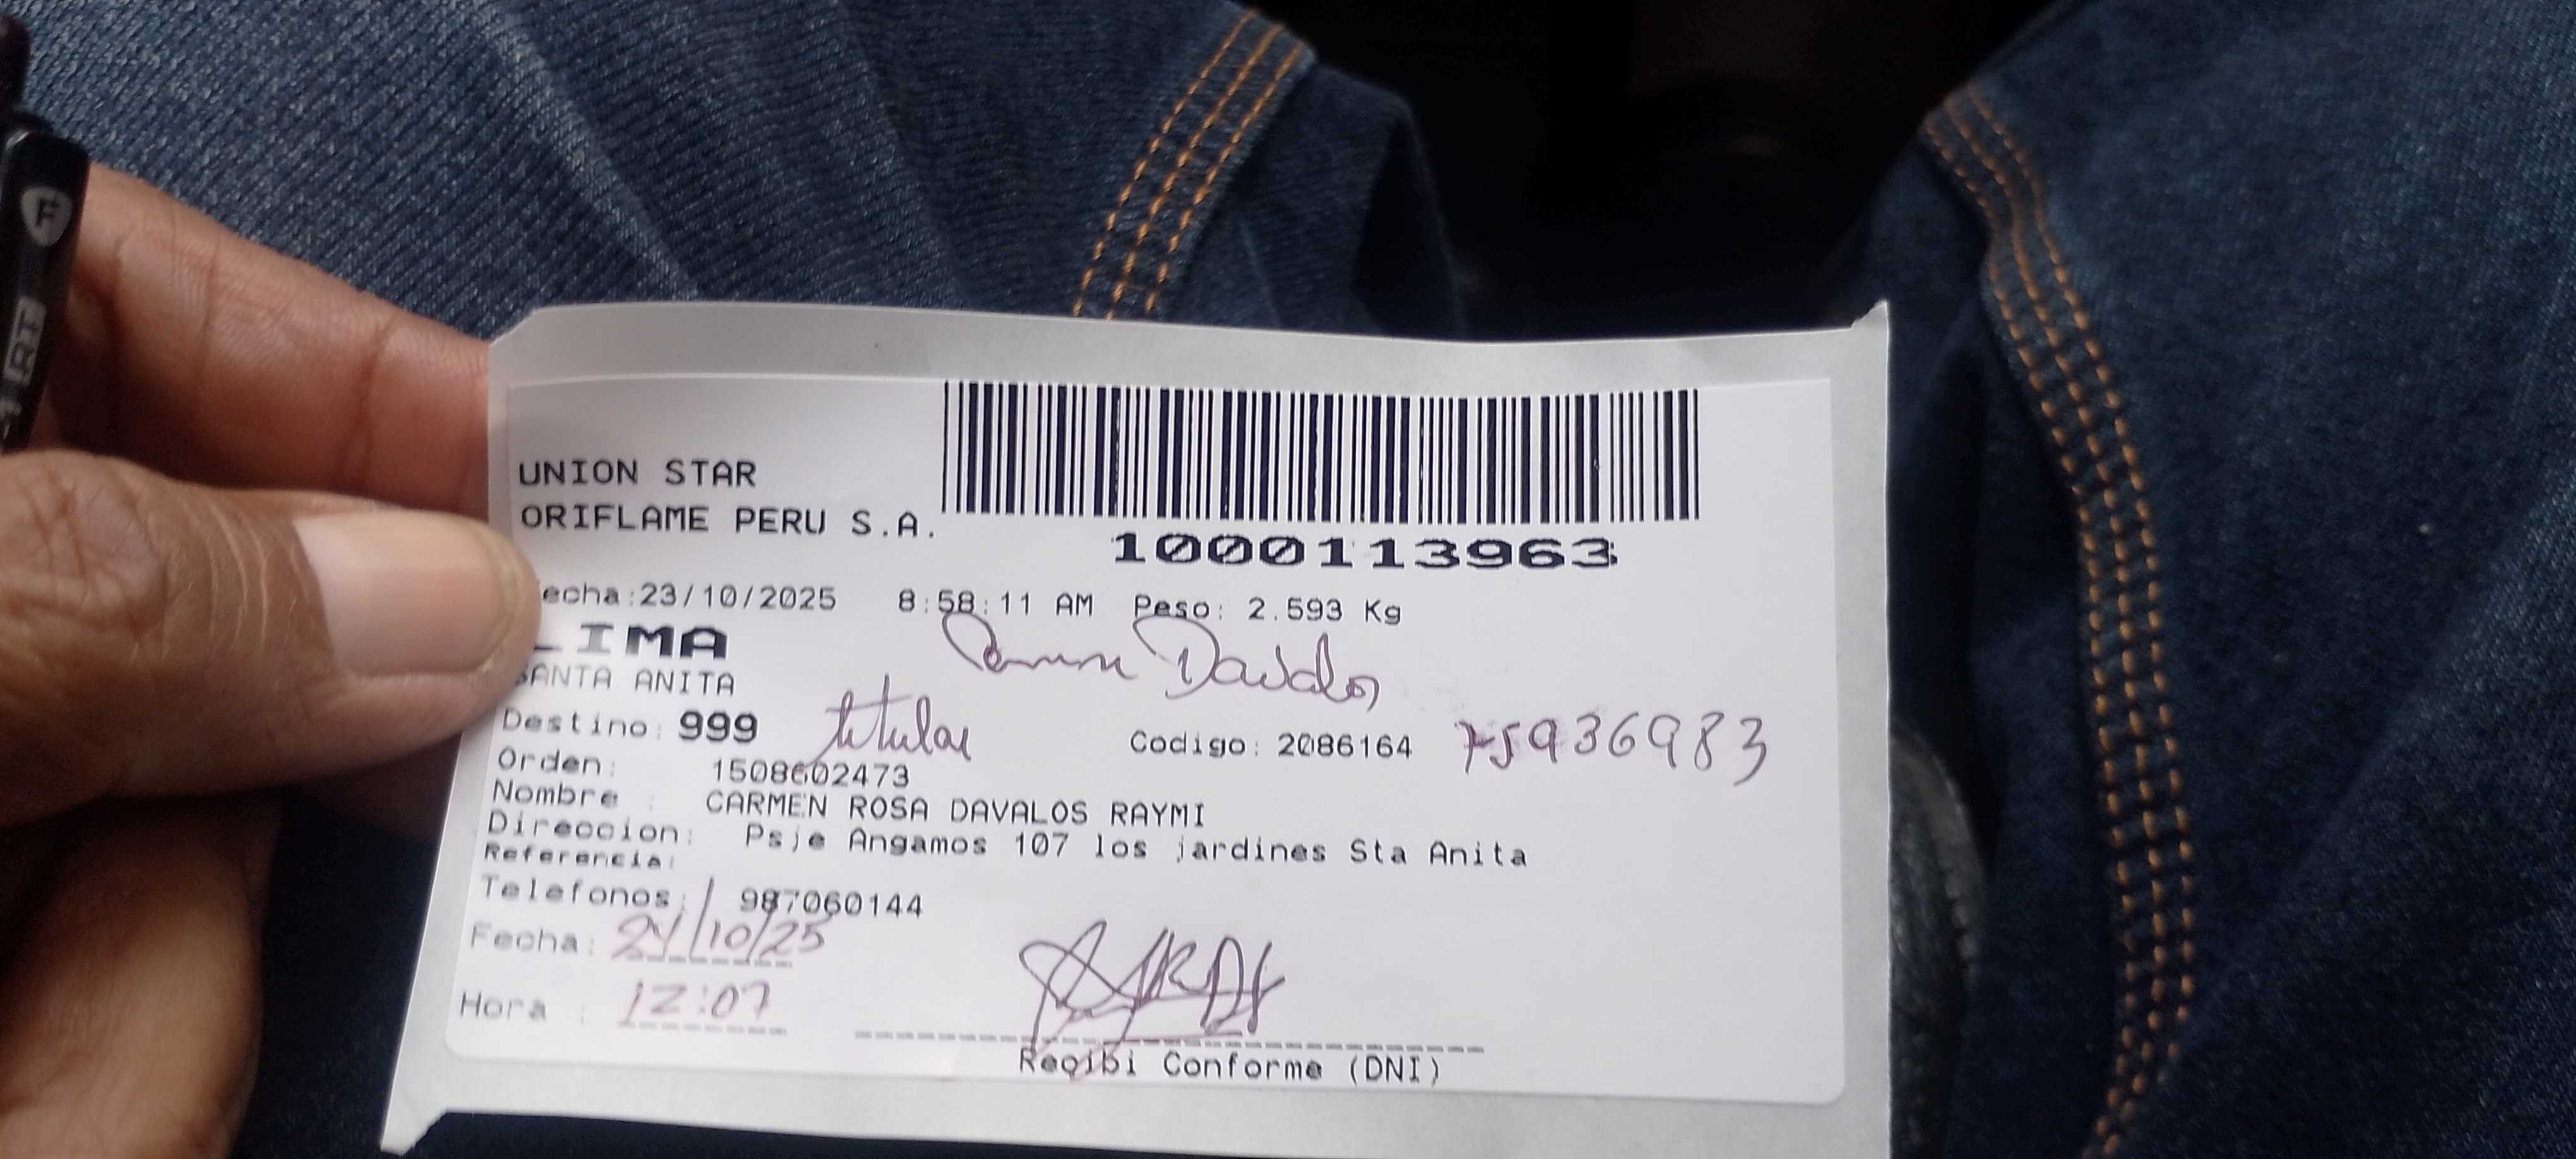 UNION STAR
ORIFLAME PERU S.A.
1000113963
echa:23/10/2025 8:58:11 AM Peso: 2.593 Kg
LIMA
SANTA ANITA
Carmen Davalos
Destino: 999 titular Codigo: 2086164 75936983
Orden: 1508602473
Nombre : CARMEN ROSA DAVALOS RAYMI
Direccion: Psje Angamos 107 los jardines Sta Anita
Referencia:
Telefonos: 987060144
Fecha: 24/10/25
Hora : 12:07
Recibi Conforme (DNI)